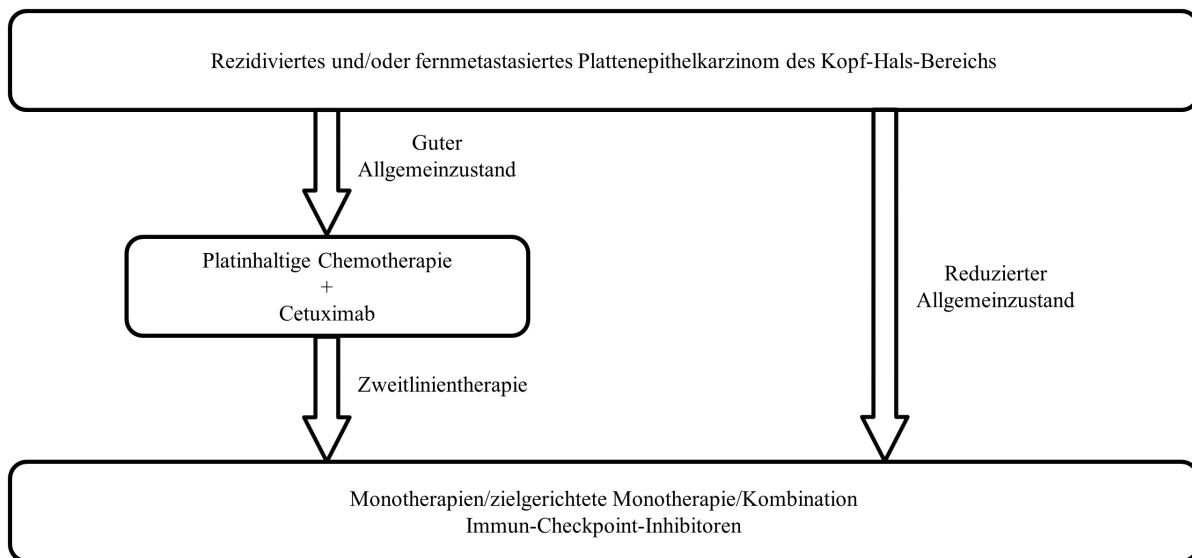 Rezidiviertes und/oder fernmetastasiertes Plattenepithelkarzinom des Kopf-Hals-Bereichs
Guter
Allgemeinzustand
Platinhaltige Chemotherapie
+
Cetuximab
Reduzierter
Allgemeinzustand
Zweitlinientherapie
Monotherapien/zielgerichtete Monotherapie/Kombination
Immun-Checkpoint-Inhibitoren